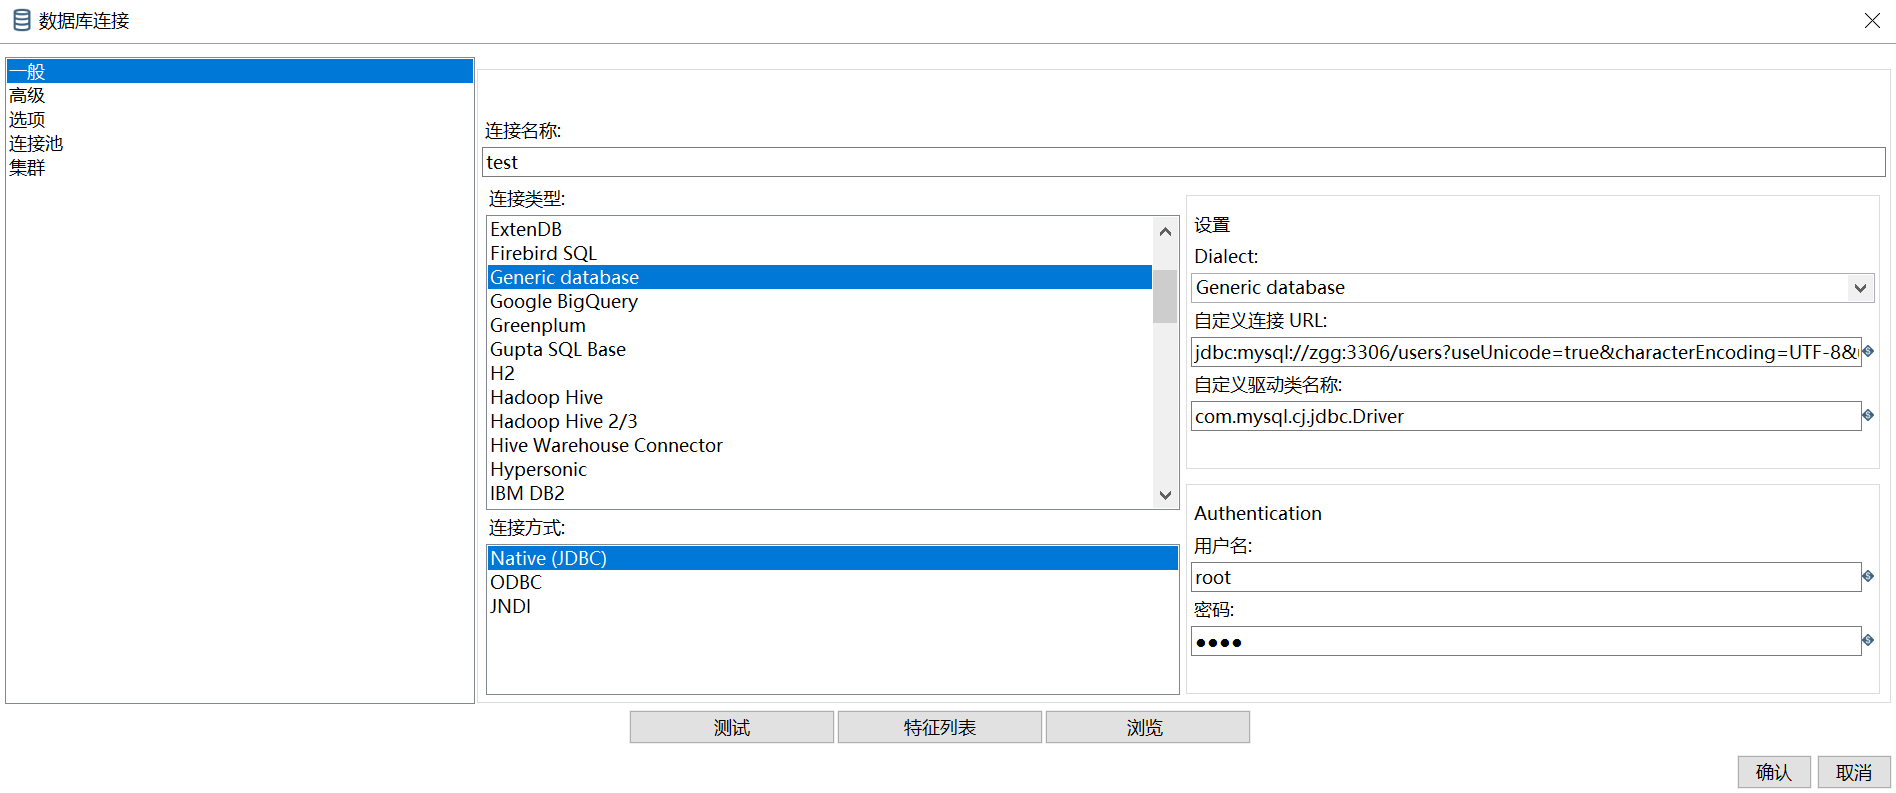 数据库连接
一般
高级
选项
连接池
集群
连接名称:
test
连接类型:
ExtenDB
Firebird SQL
Generic database
Google BigQuery
Greenplum
Gupta SQL Base
H2
Hadoop Hive
Hadoop Hive 2/3
Hive Warehouse Connector
Hypersonic
IBM DB2
连接方式:
Native (JDBC)
ODBC
JNDI
设置
Dialect:
Generic database
自定义连接 URL:
jdbc:mysql://zgg:3306/users?useUnicode=true&characterEncoding=UTF-8&
自定义驱动类名称:
com.mysql.cj.jdbc.Driver
Authentication
用户名:
root
密码:
●●●●
测试
特征列表
浏览
确认
取消